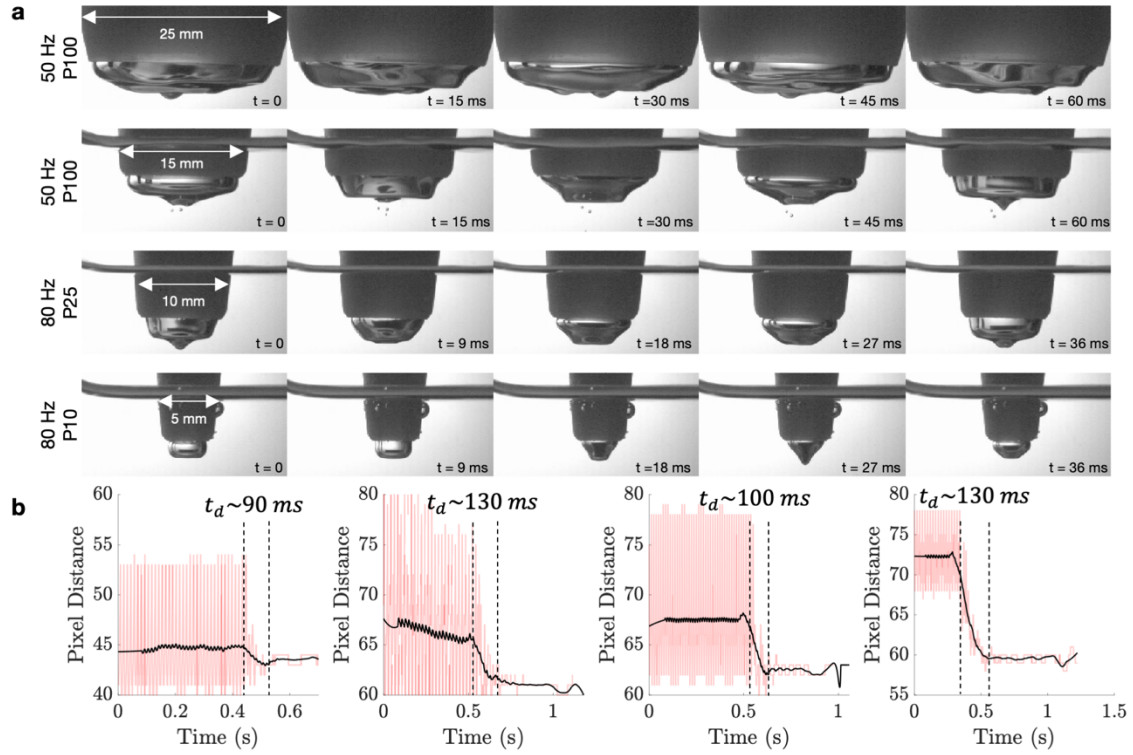 a
50 Hz
P100
25 mm
t = 0
t = 15 ms
t =30 ms
t = 45 ms
t = 60 ms
50 Hz
P100
15 mm
t = 0
t = 15 ms
t =30 ms
t = 45 ms
t = 60 ms
80 Hz
P25
10 mm
t = 0
t = 9 ms
t =18 ms
t = 27 ms
t = 36 ms
80 Hz
P10
5 mm
t = 0
t = 9 ms
t =18 ms
t = 27 ms
t = 36 ms
b
t_d~90 ms
Pixel Distance
60
55
50
45
40
0
0.2
0.4
0.6
Time (s)
t_d~130 ms
Pixel Distance
80
75
70
65
60
0
0.5
1
Time (s)
t_d~100 ms
Pixel Distance
80
75
70
65
60
0
0.5
1
Time (s)
t_d~130 ms
Pixel Distance
80
75
70
65
60
55
0
0.5
1
1.5
Time (s)